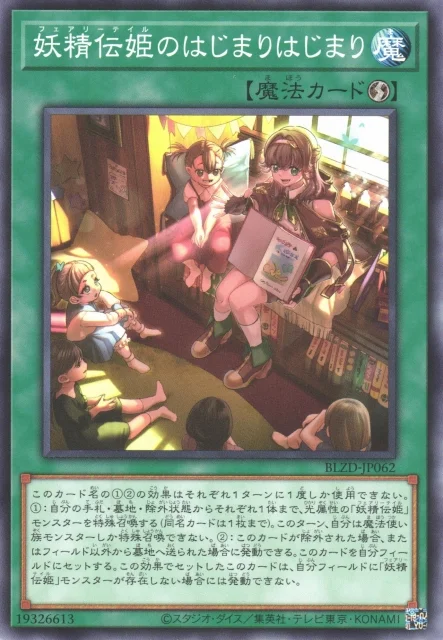 フェアリーテイル
妖精伝姫のはじまりはじまり
魔
【魔法カード】
BLZD-JP062
このカード名の①②の効果はそれぞれ1ターンに1度しか使用できない。
①:自分の手札・墓地・除外状態からそれぞれ1体まで、光属性の「妖精伝姫」
モンスターを特殊召喚する(同名カードは1枚まで)。このターン、自分は魔法使い
族モンスターしか特殊召喚できない。②:このカードが除外された場合、また
はフィールド以外から墓地へ送られた場合に発動できる。このカードを自分フィー
ルドにセットする。この効果でセットしたこのカードは、自分フィールドに「妖精
伝姫」モンスターが存在しない場合には発動できない。
19326613
©スタジオ・ダイス/集英社・テレビ東京・KONAMI